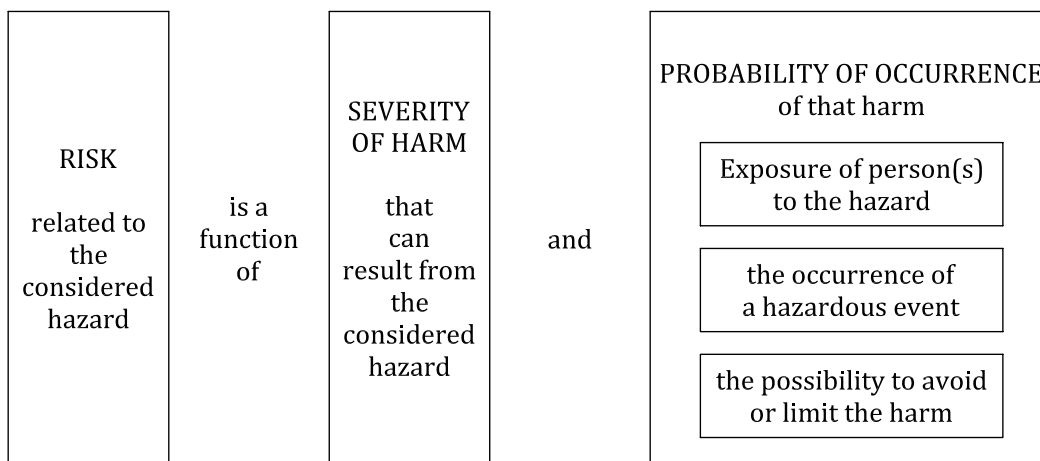 RISK
related to
the
considered
hazard
is a
function
of
SEVERITY
OF HARM
that
can
result from
the
considered
hazard
and
PROBABILITY OF OCCURRENCE
of that harm
Exposure of person(s)
to the hazard
the occurrence of
a hazardous event
the possibility to avoid
or limit the harm